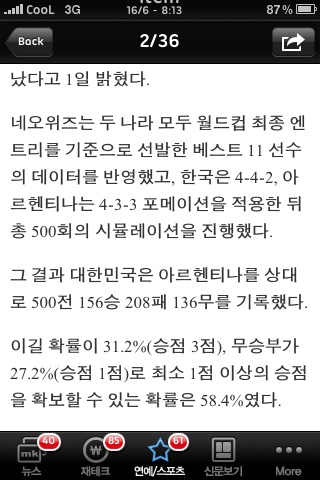 CooL 3G 16/6 - 8:13 87%
Back 2/36
났다고 1일 밝혔다.
네오위즈는 두 나라 모두 월드컵 최종 엔
트리를 기준으로 선발한 베스트 11 선수
의 데이터를 반영했고, 한국은 4-4-2, 아
르헨티나는 4-3-3 포메이션을 적용한 뒤
총 500회의 시뮬레이션을 진행했다.
그 결과 대한민국은 아르헨티나를 상대
로 500전 156승 208패 136무를 기록했다.
이길 확률이 31.2%(승점 3점), 무승부가
27.2%(승점 1점)로 최소 1점 이상의 승점
을 확보할 수 있는 확률은 58.4%였다.
40 85 61
mk ₩
뉴스 재테크 연예/스포츠 신문보기 More